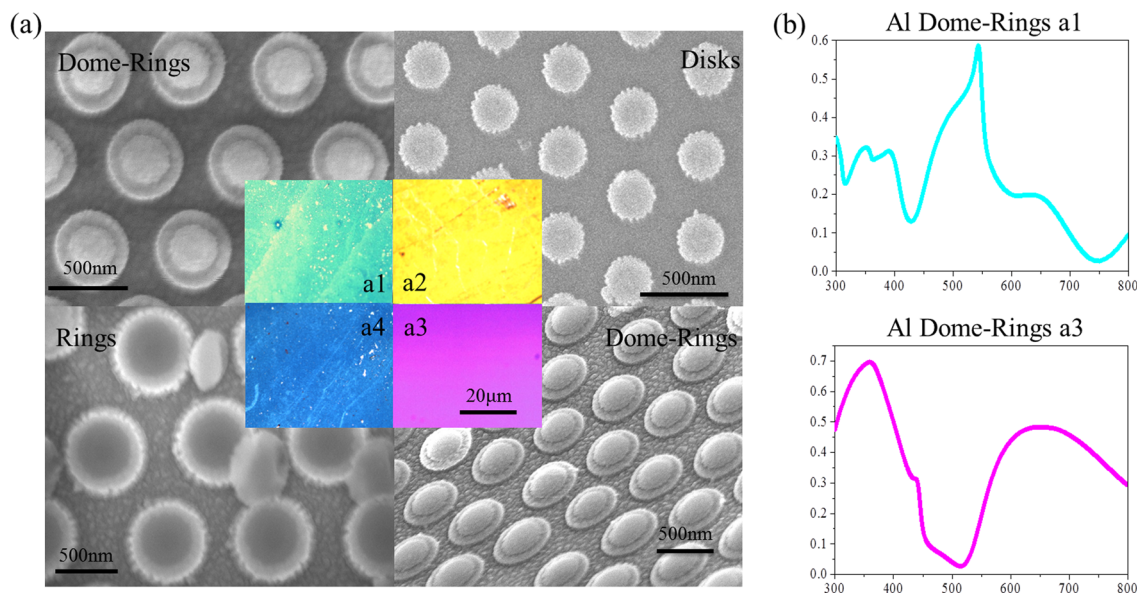 (a)
Dome-Rings
Disks
500nm
500nm
a1
a2
a4
a3
20μm
Rings
Dome-Rings
500nm
500nm
(b)
Al Dome-Rings a1
0.6
0.5
0.4
0.3
0.2
0.1
0.0
300 400 500 600 700 800
Al Dome-Rings a3
0.7
0.6
0.5
0.4
0.3
0.2
0.1
0.0
300 400 500 600 700 800